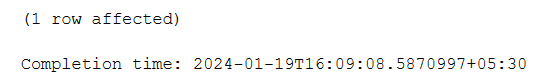 (1 row affected)
Completion time: 2024-01-19T16:09:08.5870997+05:30